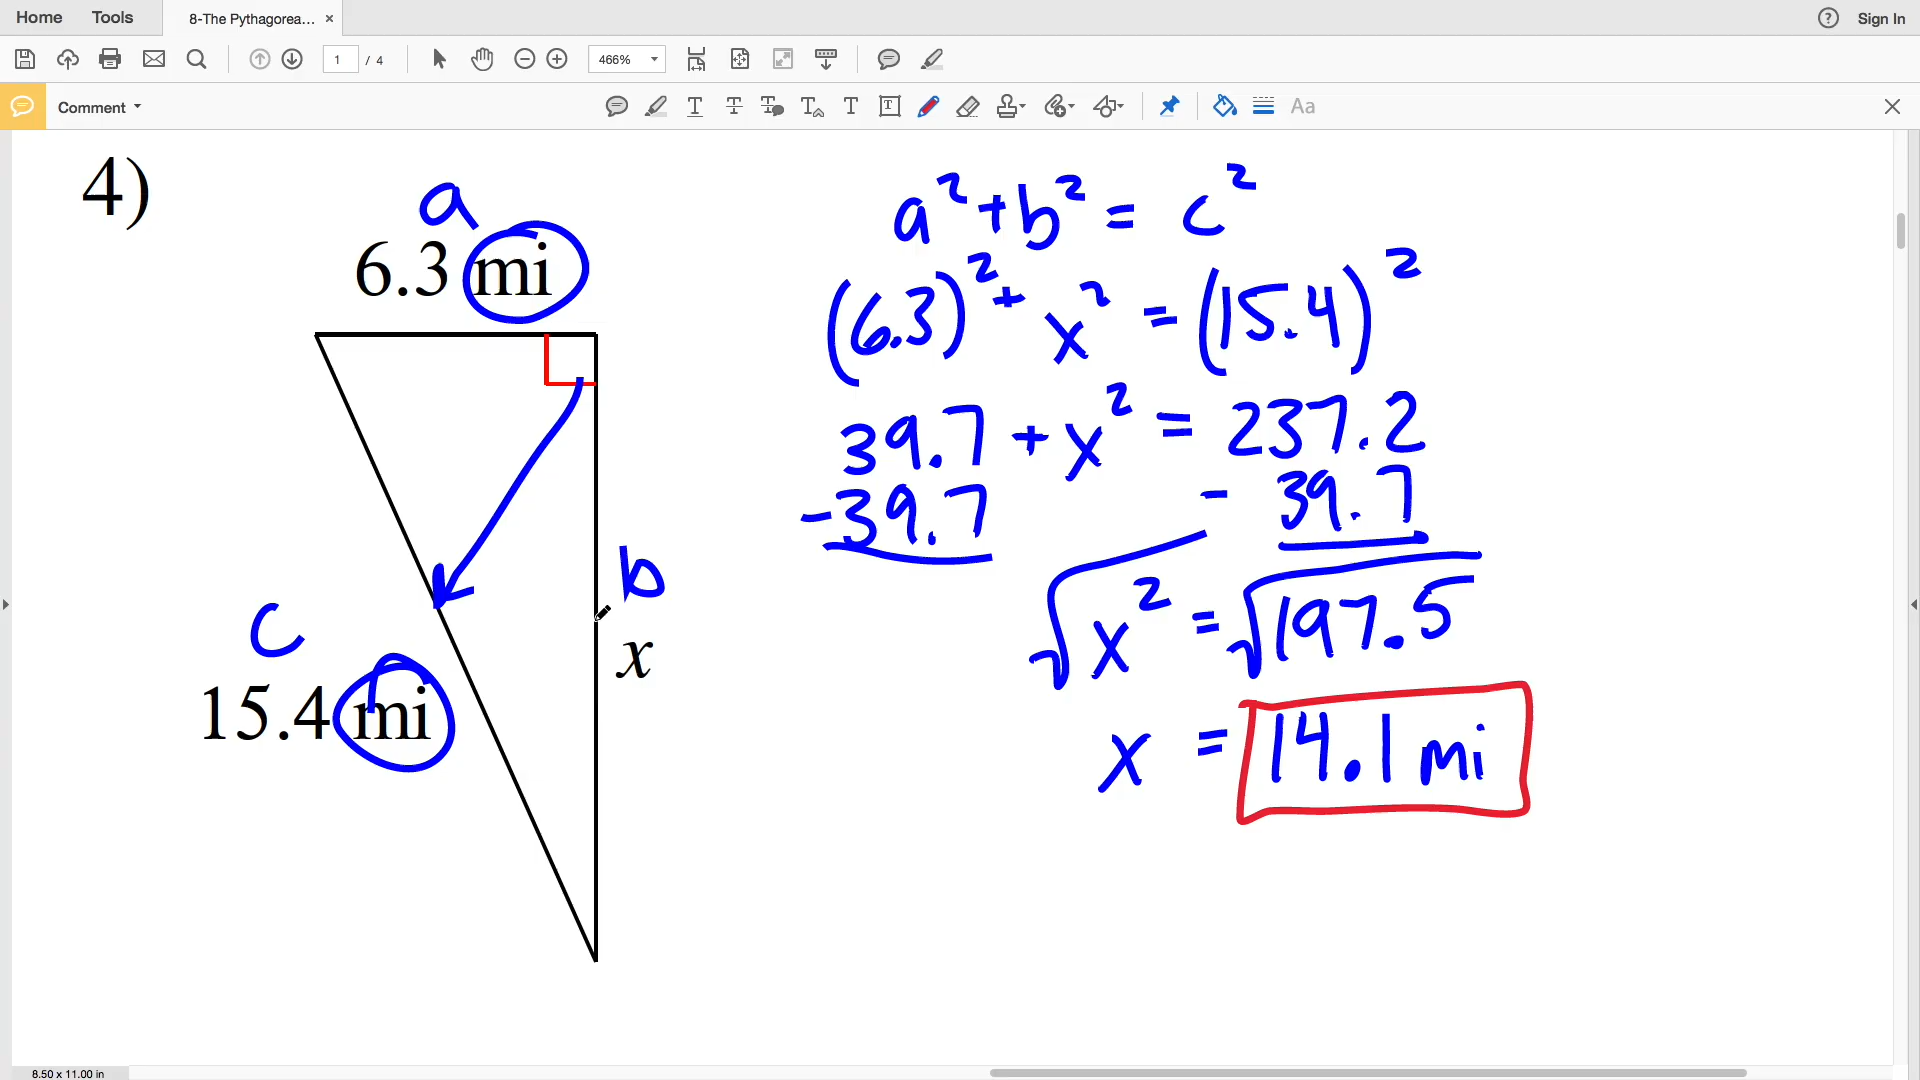 Home Tools 8-The Pythagorea... × ? Sign In
1 / 4 466%
Comment T T T T T T Aa
4)
a
6.3 mi
b
x
c
15.4 mi
a² + b² = c²
(6.3)² + x² = (15.4)²
39.7 + x² = 237.2
-39.7 - 39.7
√x² = √197.5
x = 14.1 mi
8.50 x 11.00 in